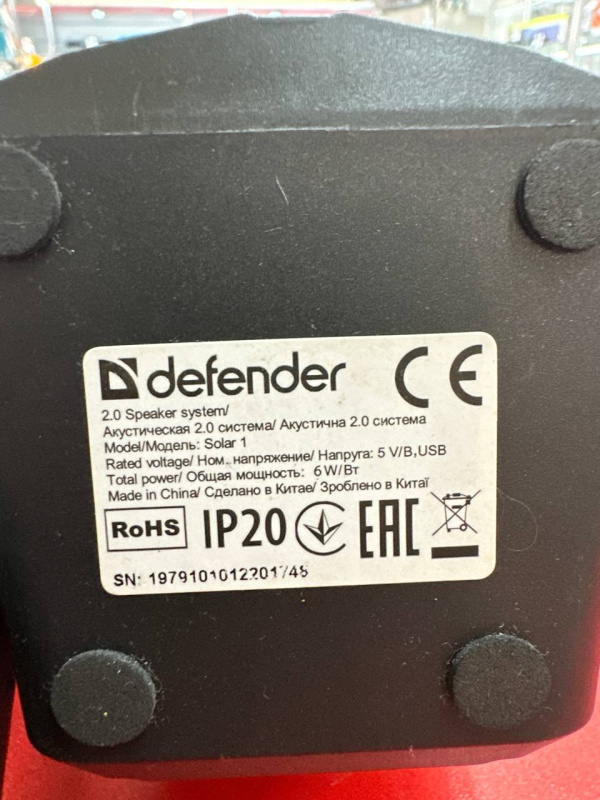 defender CE
2.0 Speaker system/
Акустическая 2.0 система/ Акустична 2.0 система
Model/Модель: Solar 1
Rated voltage/ Ном. напряжение/ Напруга: 5 V/В,USB
Total power/ Общая мощность: 6 W/Вт
Made in China/ Сделано в Китае/ Зроблено в Китаї
RoHS IP20 EAC
SN: